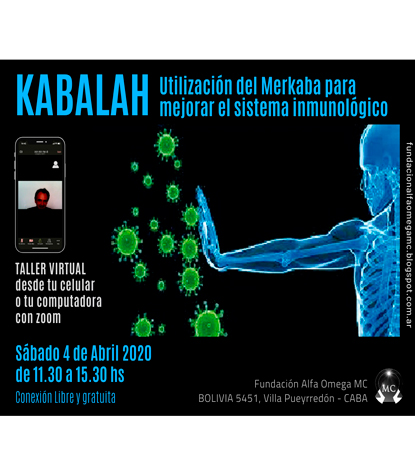 KABALAH
Utilización del Merkaba para
mejorar el sistema inmunológico
TALLER VIRTUAL
desde tu celular
o tu computadora
con zoom
Sábado 4 de Abril 2020
de 11.30 a 15.30 hs
Conexión Libre y gratuita
Fundación Alfa Omega MC
BOLIVIA 5451, Villa Pueyrredón - CABA
MC
fundacionalfaomegamc.blogspot.com.ar